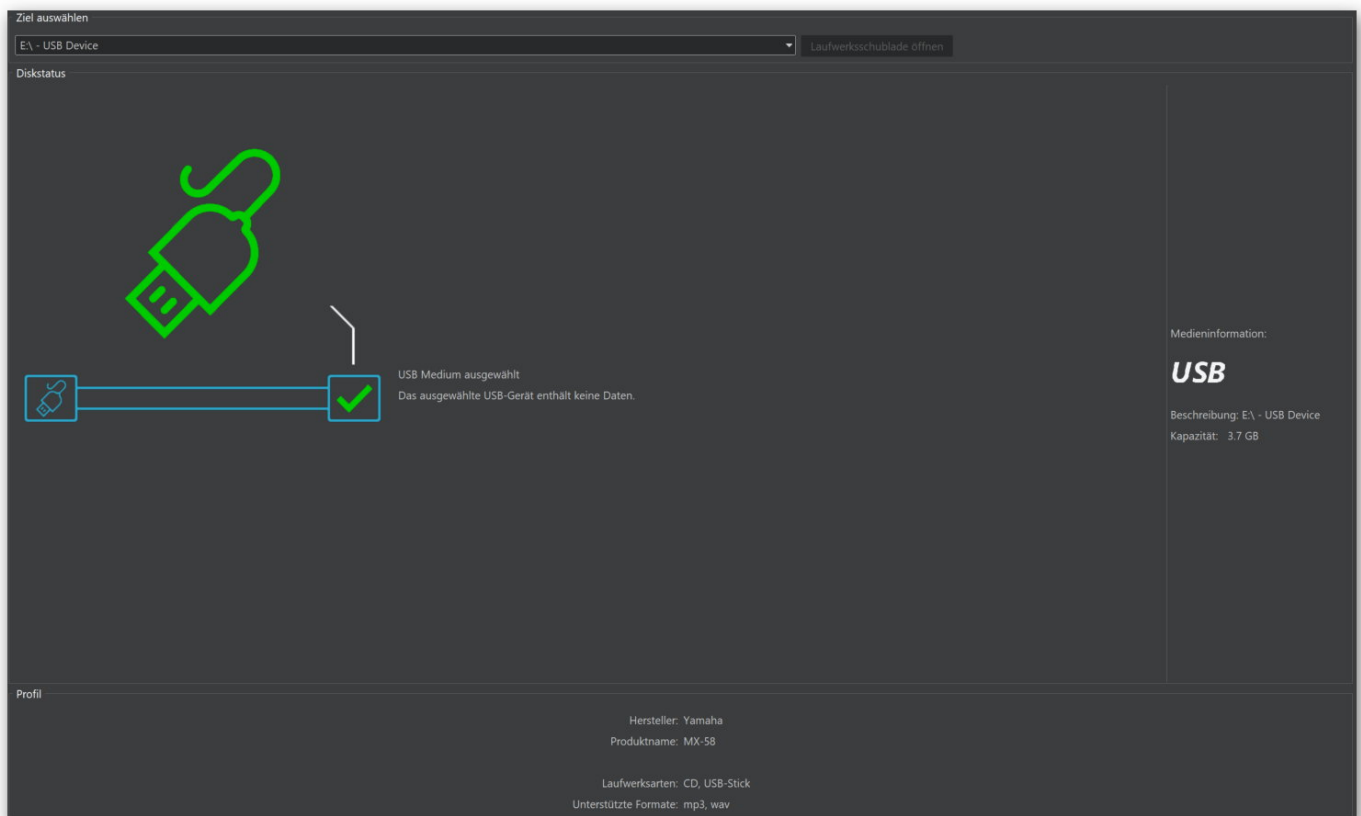 Ziel auswählen
E:\ - USB Device
Laufwerksschublade öffnen
Diskstatus
USB Medium ausgewählt
Das ausgewählte USB-Gerät enthält keine Daten.
Medieninformation:
USB
Beschreibung: E:\ - USB Device
Kapazität: 3.7 GB
Profil
Hersteller: Yamaha
Produktname: MX-58
Laufwerksarten: CD, USB-Stick
Unterstützte Formate: mp3, wav